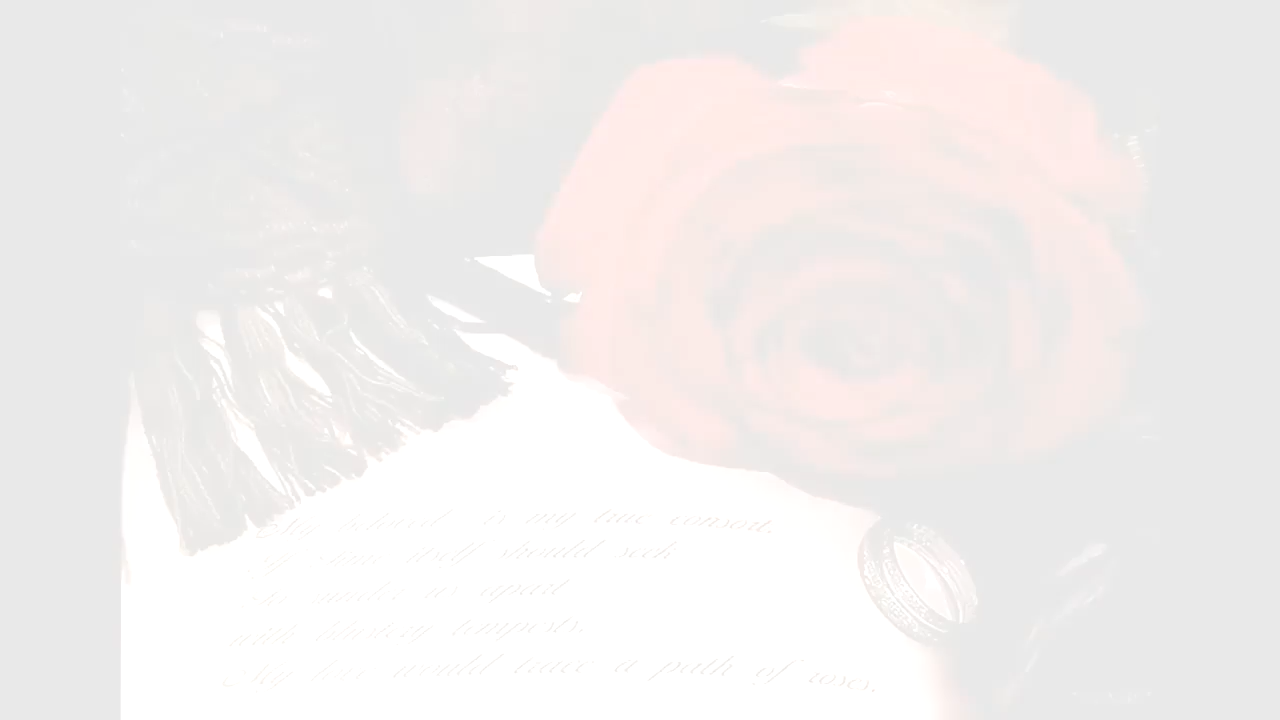 My beloved is my true consort.
If time itself should seek
us apart
with blustery tempests.
My love would trace a path of roses.